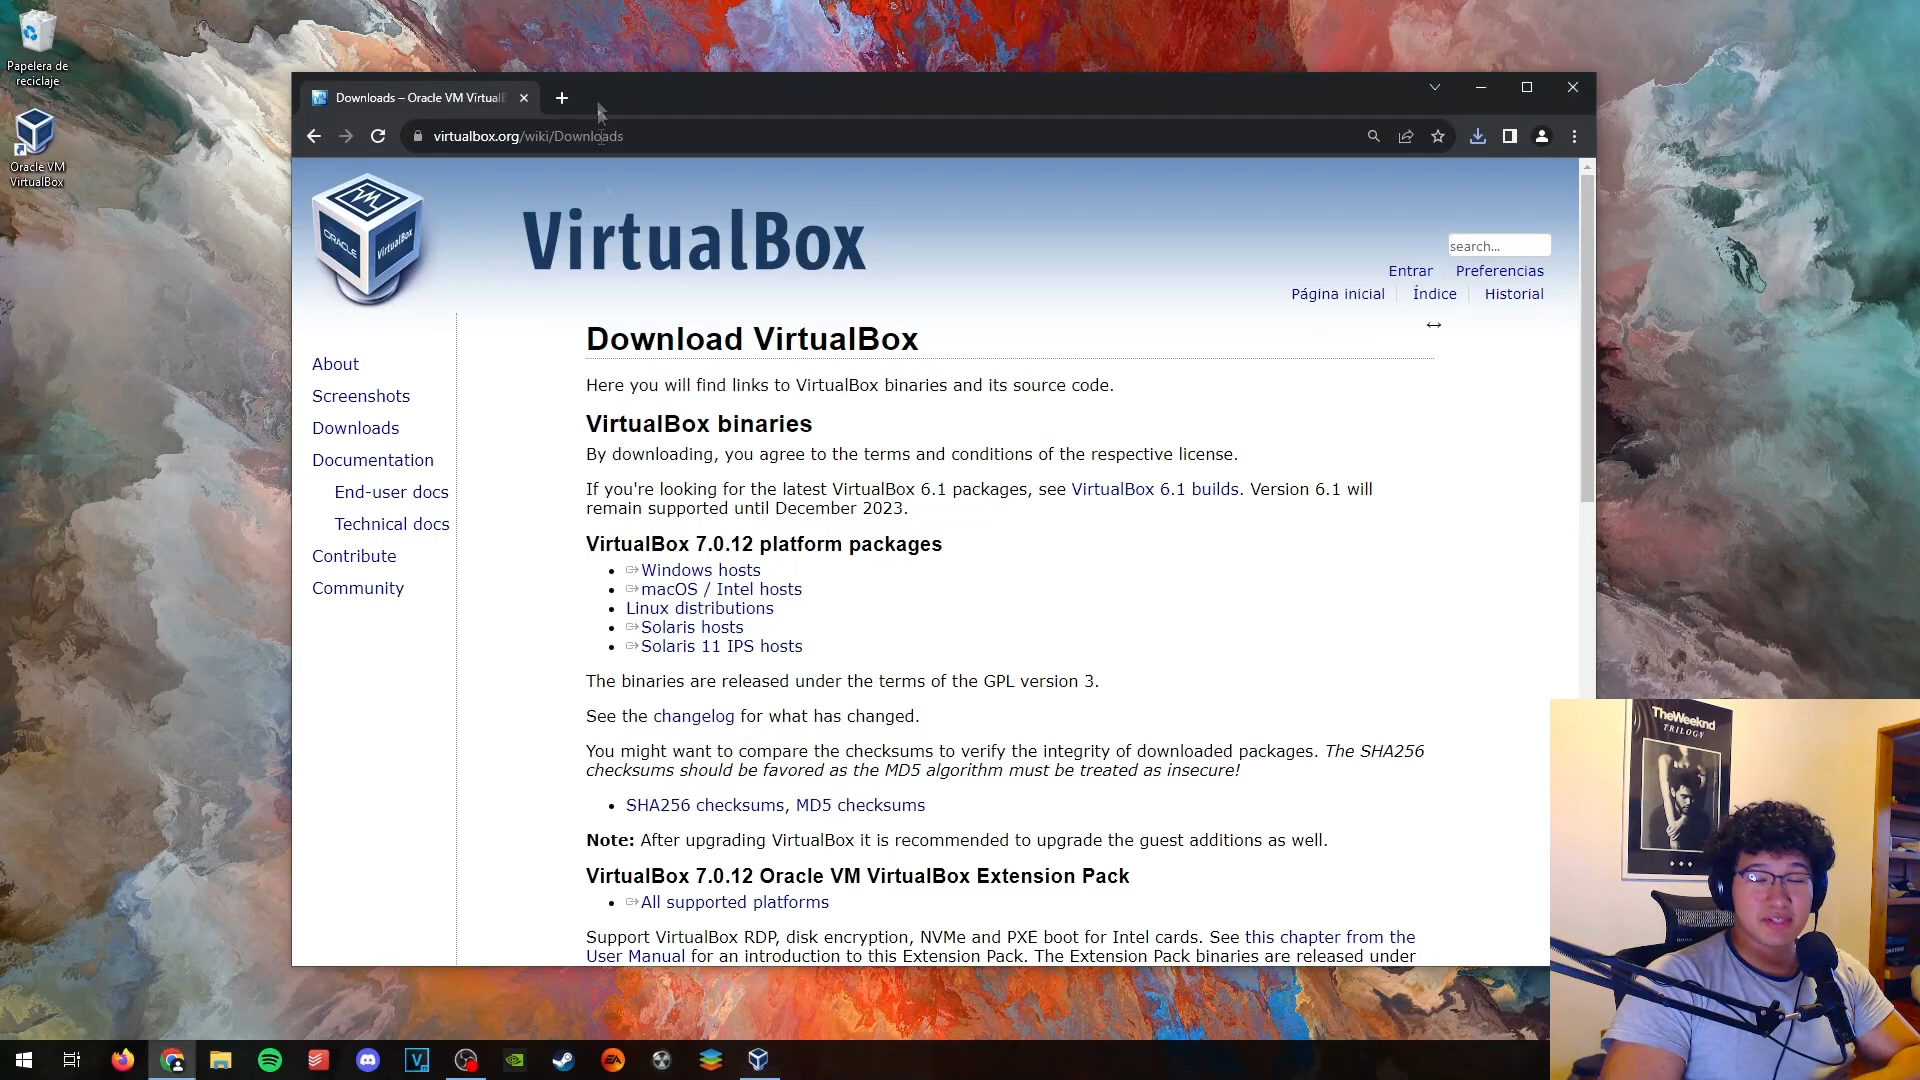 Papelera de
reciclaje
Oracle VM
VirtualBox
Downloads – Oracle VM VirtualB
virtualbox.org/wiki/Downloads
ORACLE
VirtualBox
VirtualBox
search...
Entrar
Preferencias
Página inicial
Índice
Historial
About
Screenshots
Downloads
Documentation
End-user docs
Technical docs
Contribute
Community
Download VirtualBox
Here you will find links to VirtualBox binaries and its source code.
VirtualBox binaries
By downloading, you agree to the terms and conditions of the respective license.
If you're looking for the latest VirtualBox 6.1 packages, see VirtualBox 6.1 builds. Version 6.1 will
remain supported until December 2023.
VirtualBox 7.0.12 platform packages
Windows hosts
macOS / Intel hosts
Linux distributions
Solaris hosts
Solaris 11 IPS hosts
The binaries are released under the terms of the GPL version 3.
See the changelog for what has changed.
You might want to compare the checksums to verify the integrity of downloaded packages. The SHA256
checksums should be favored as the MD5 algorithm must be treated as insecure!
SHA256 checksums, MD5 checksums
Note: After upgrading VirtualBox it is recommended to upgrade the guest additions as well.
VirtualBox 7.0.12 Oracle VM VirtualBox Extension Pack
All supported platforms
Support VirtualBox RDP, disk encryption, NVMe and PXE boot for Intel cards. See this chapter from the
User Manual for an introduction to this Extension Pack. The Extension Pack binaries are released under
TheWeeknd
TRILOGY
V
EA